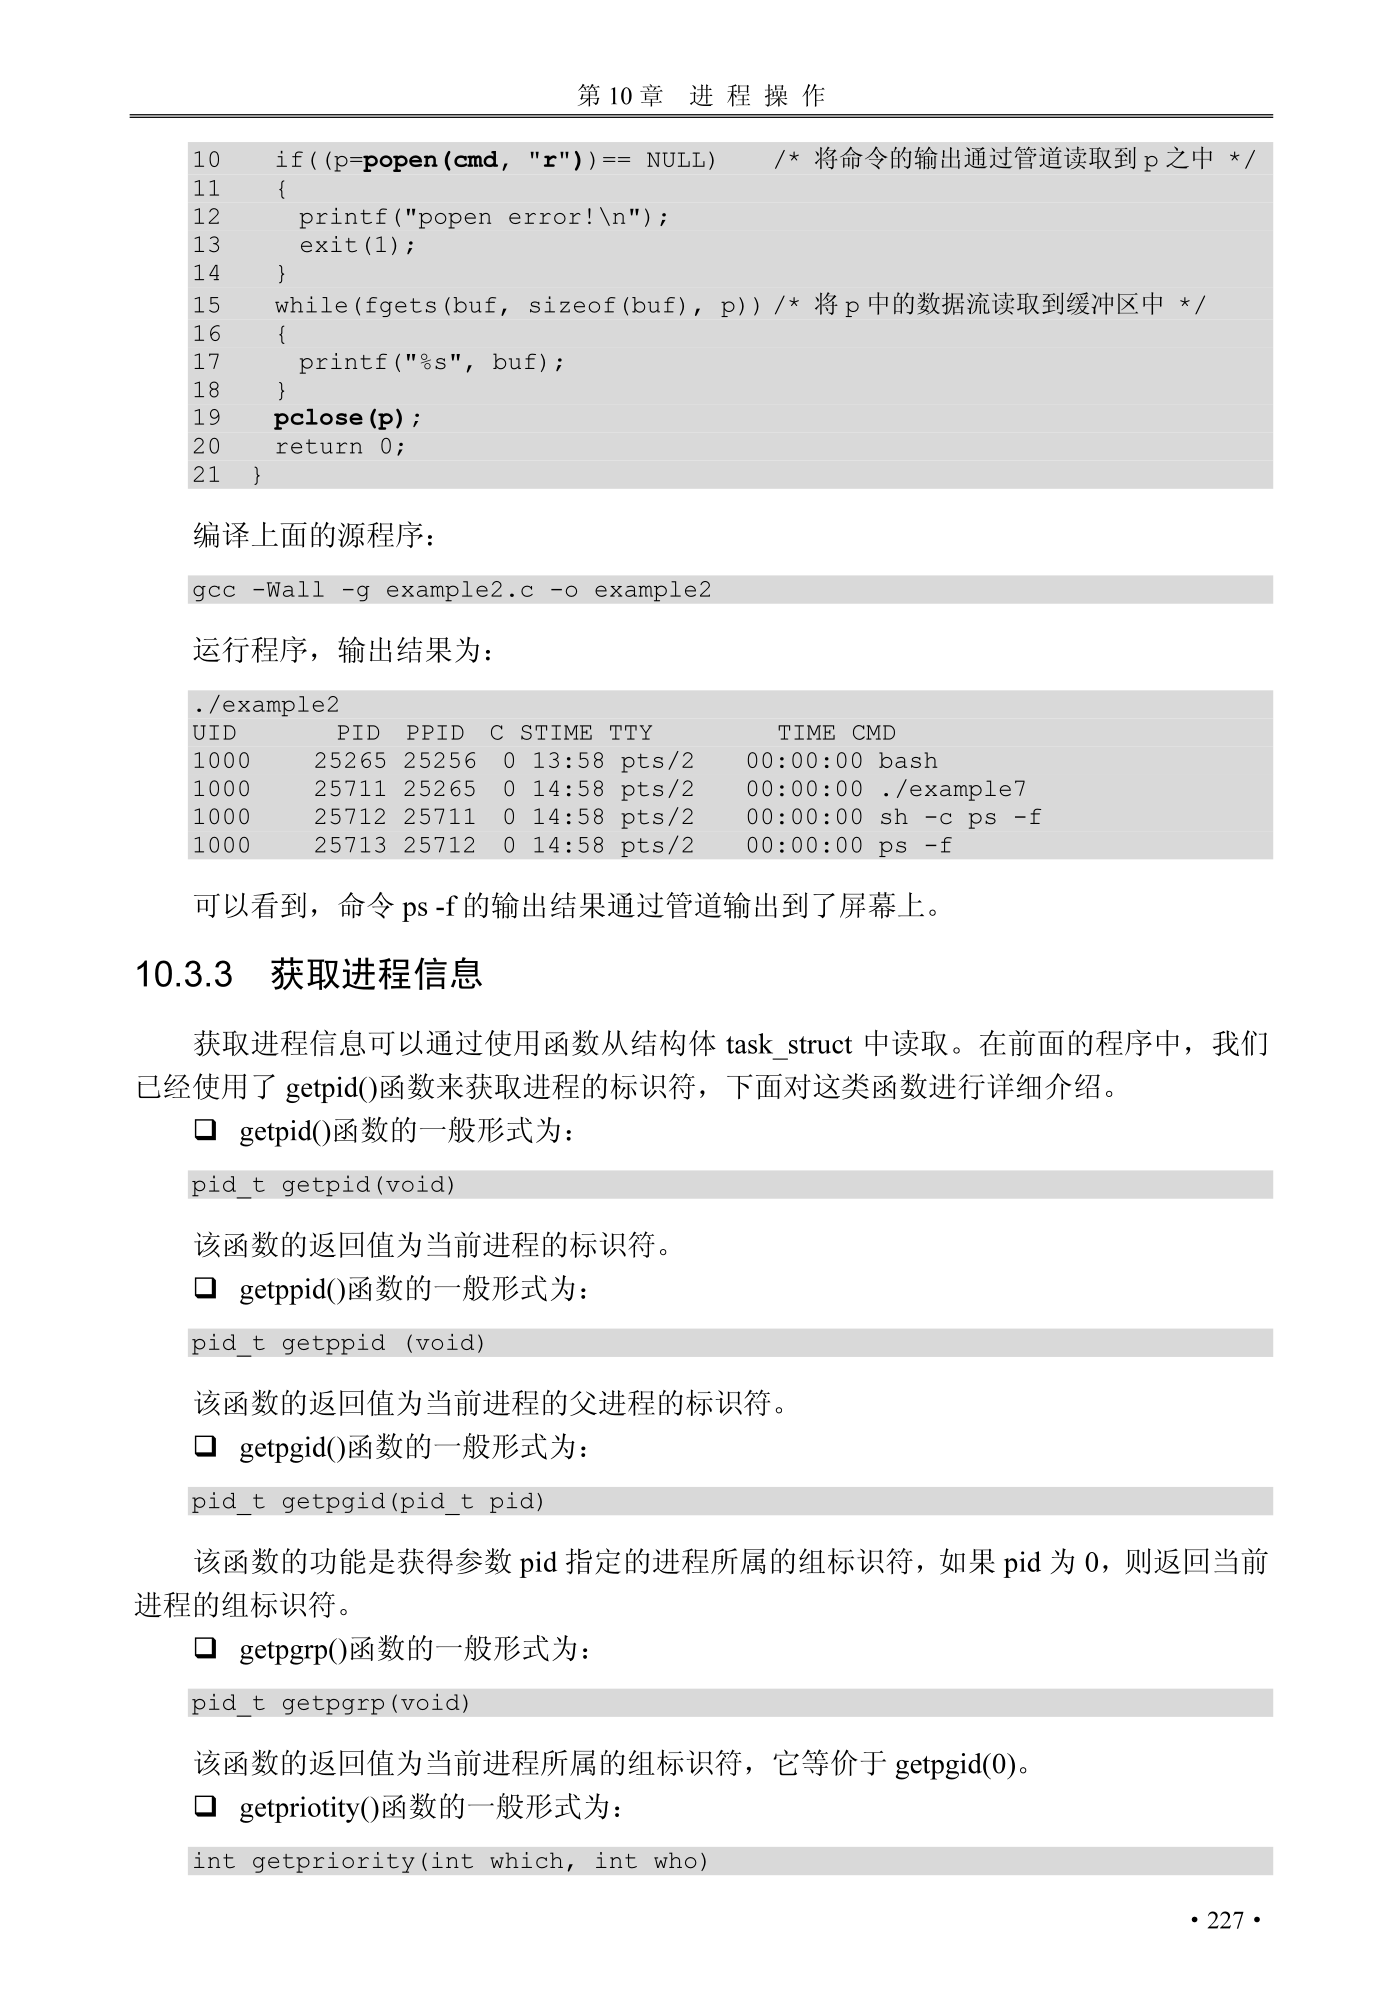 第 10 章 进 程 操 作
10 if((p=popen(cmd, "r"))== NULL) /* 将命令的输出通过管道读取到 p 之中 */
11 {
12 printf("popen error!\n");
13 exit(1);
14 }
15 while(fgets(buf, sizeof(buf), p)) /* 将 p 中的数据流读取到缓冲区中 */
16 {
17 printf("%s", buf);
18 }
19 pclose(p);
20 return 0;
21 }
编译上面的源程序：
gcc -Wall -g example2.c -o example2
运行程序，输出结果为：
./example2
UID PID PPID C STIME TTY TIME CMD
1000 25265 25256 0 13:58 pts/2 00:00:00 bash
1000 25711 25265 0 14:58 pts/2 00:00:00 ./example7
1000 25712 25711 0 14:58 pts/2 00:00:00 sh -c ps -f
1000 25713 25712 0 14:58 pts/2 00:00:00 ps -f
可以看到，命令 ps -f 的输出结果通过管道输出到了屏幕上。
10.3.3 获取进程信息
获取进程信息可以通过使用函数从结构体 task_struct 中读取。在前面的程序中，我们
已经使用了 getpid()函数来获取进程的标识符，下面对这类函数进行详细介绍。
❑ getpid()函数的一般形式为：
pid_t getpid(void)
该函数的返回值为当前进程的标识符。
❑ getppid()函数的一般形式为：
pid_t getppid (void)
该函数的返回值为当前进程的父进程的标识符。
❑ getpgid()函数的一般形式为：
pid_t getpgid(pid_t pid)
该函数的功能是获得参数 pid 指定的进程所属的组标识符，如果 pid 为 0，则返回当前
进程的组标识符。
❑ getpgrp()函数的一般形式为：
pid_t getpgrp(void)
该函数的返回值为当前进程所属的组标识符，它等价于 getpgid(0)。
❑ getpriotity()函数的一般形式为：
int getpriority(int which, int who)
• 227 •